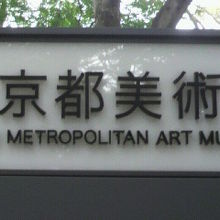 京都美術
METROPOLITAN ART MU